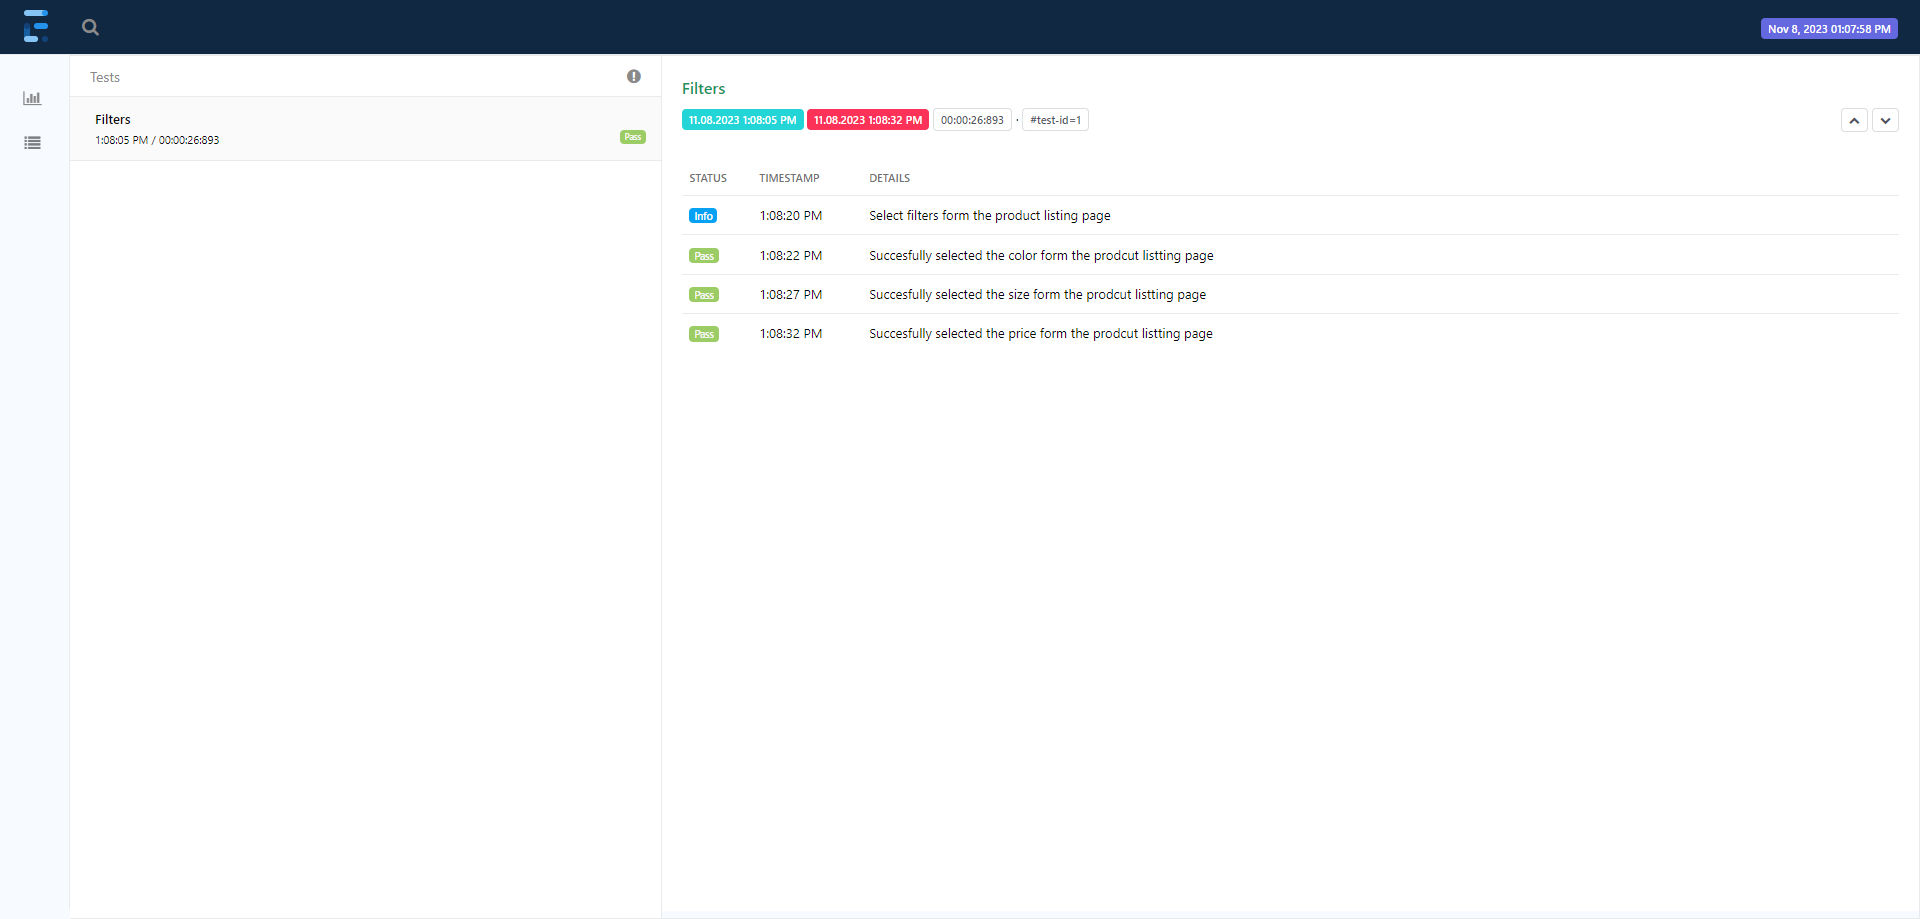 Nov 8, 2023 01:07:58 PM
Tests
Filters
1:08:05 PM / 00:00:26:893
Pass
Filters
11.08.2023 1:08:05 PM 11.08.2023 1:08:32 PM 00:00:26:893 · #test-id=1
STATUS TIMESTAMP DETAILS
Info 1:08:20 PM Select filters form the product listing page
Pass 1:08:22 PM Succesfully selected the color form the prodcut listting page
Pass 1:08:27 PM Succesfully selected the size form the prodcut listting page
Pass 1:08:32 PM Succesfully selected the price form the prodcut listting page